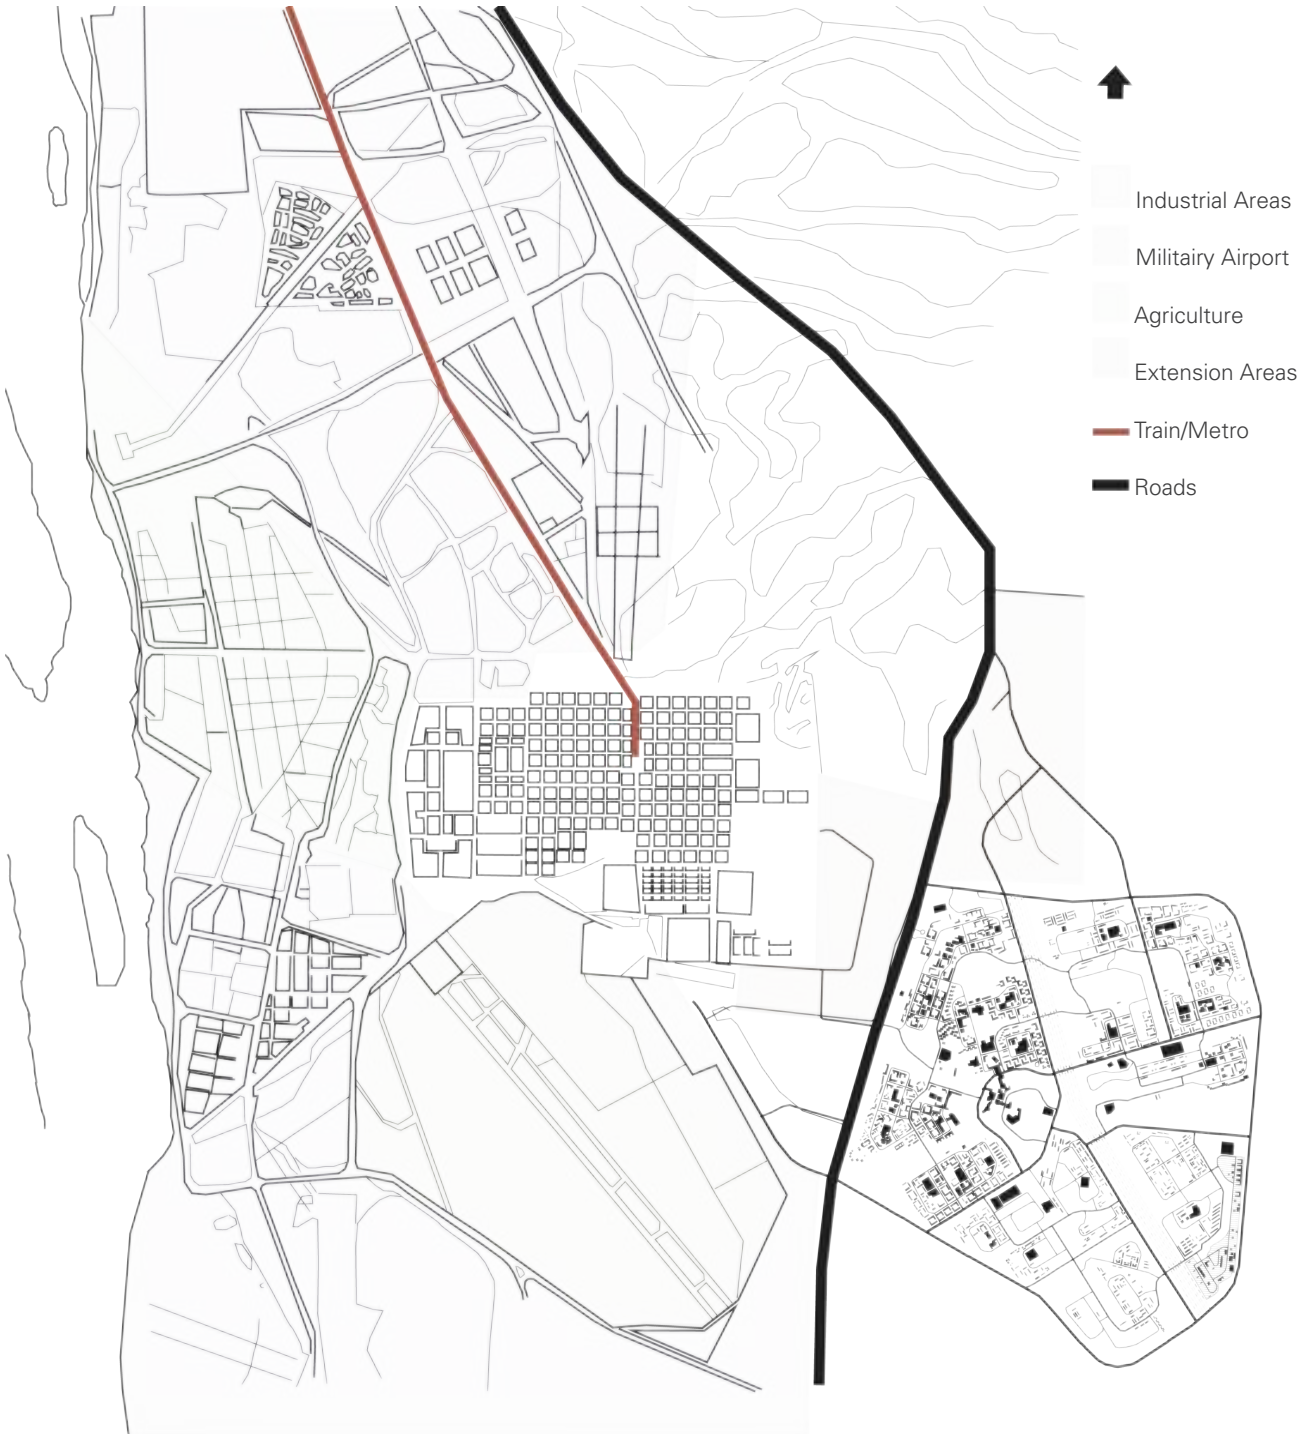 Industrial Areas
Militairy Airport
Agriculture
Extension Areas
Train/Metro
Roads